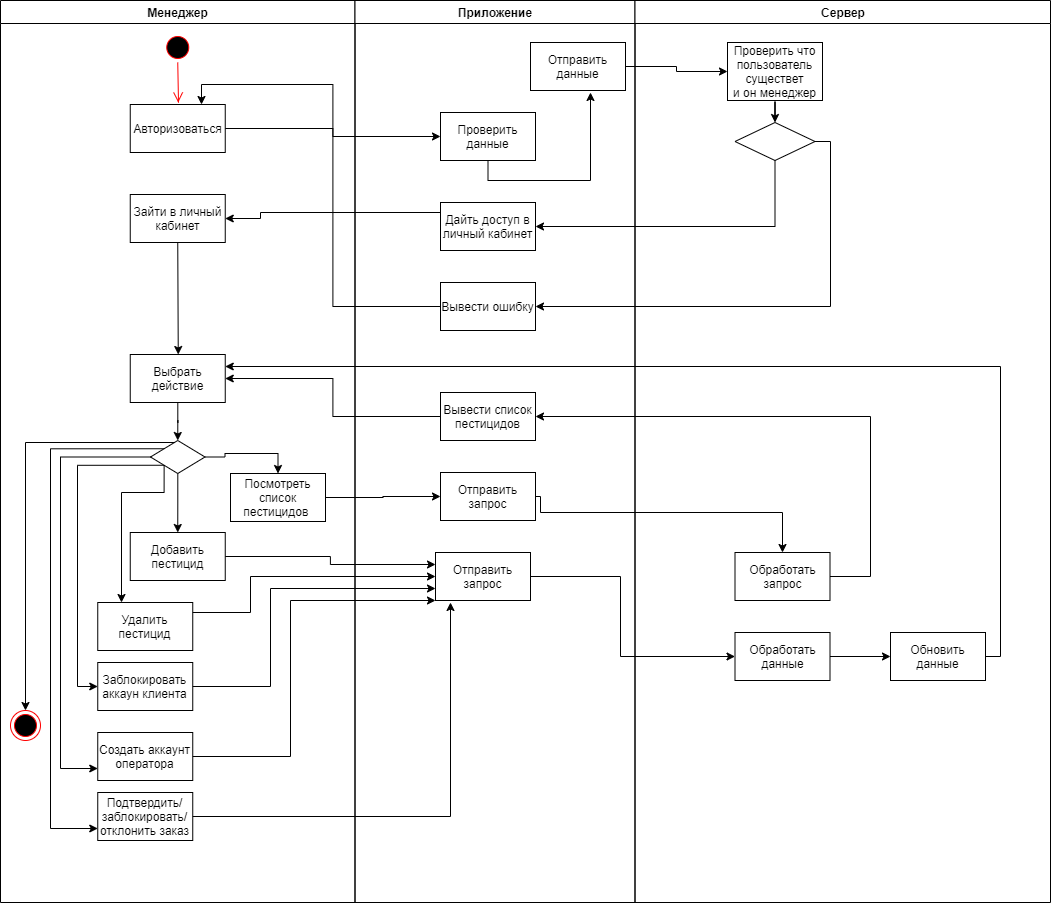 Менеджер
Приложение
Сервер
Отправить
данные
Проверить что
пользователь
существет
и он менеджер
Авторизоваться
Проверить
данные
Зайти в личный
кабинет
Дайть доступ в
личный кабинет
Вывести ошибку
Выбрать
действие
Вывести список
пестицидов
Посмотреть
список
пестицидов
Отправить
запрос
Добавить
пестицид
Отправить
запрос
Обработать
запрос
Удалить
пестицид
Обработать
данные
Обновить
данные
Заблокировать
аккаун клиента
Создать аккаунт
оператора
Подтвердить/
заблокировать/
отклонить заказ